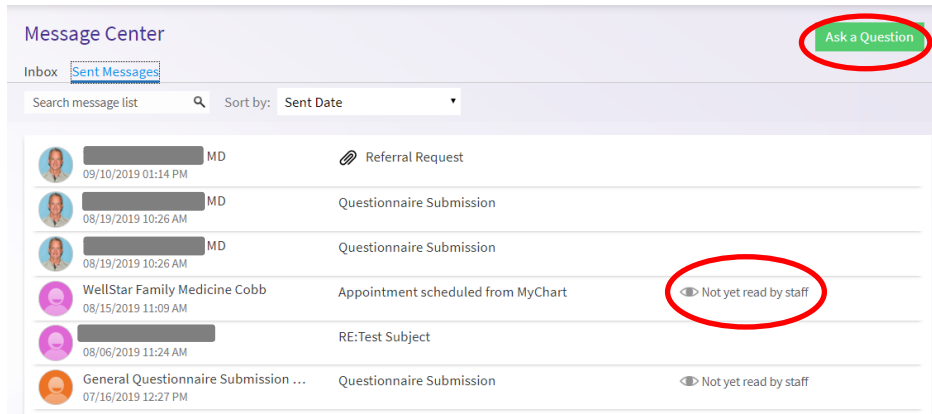 Message Center
Ask a Question
Inbox Sent Messages
Search message list Sort by: Sent Date
MD
09/10/2019 01:14 PM
Referral Request
MD
08/19/2019 10:26 AM
Questionnaire Submission
MD
08/19/2019 10:26 AM
Questionnaire Submission
WellStar Family Medicine Cobb
08/15/2019 11:09 AM
Appointment scheduled from MyChart
Not yet read by staff
08/06/2019 11:24 AM
RE:Test Subject
General Questionnaire Submission ...
07/16/2019 12:27 PM
Questionnaire Submission
Not yet read by staff